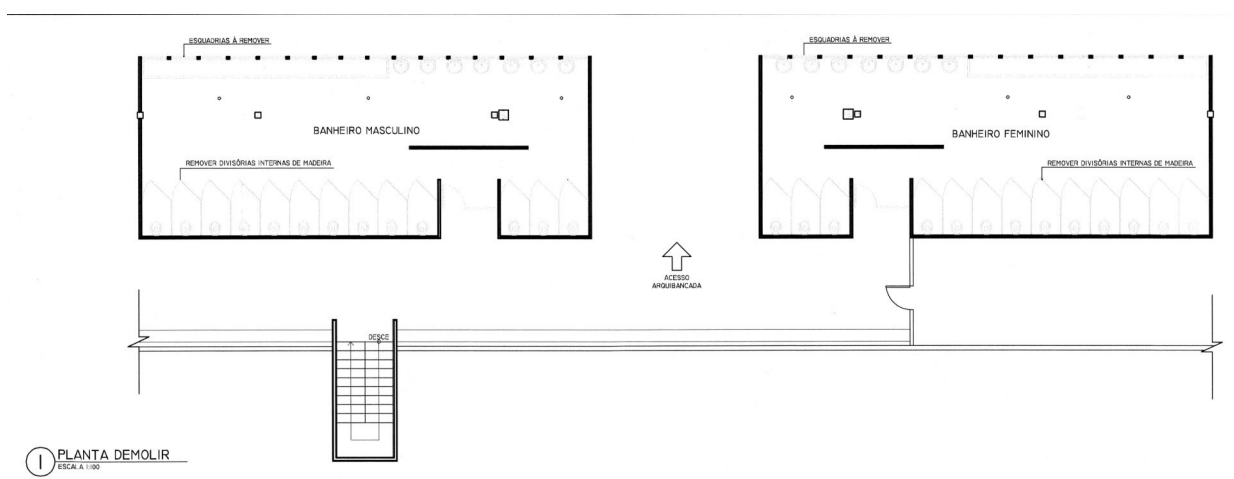 ESQUADRIAS À REMOVER
ESQUADRIAS À REMOVER
BANHEIRO MASCULINO
BANHEIRO FEMININO
REMOVER DIVISÓRIAS INTERNAS DE MADEIRA
REMOVER DIVISÓRIAS INTERNAS DE MADEIRA
ACESSO
ARQUIBANCADA
DESCE
1 PLANTA DEMOLIR
ESCALA 1:100